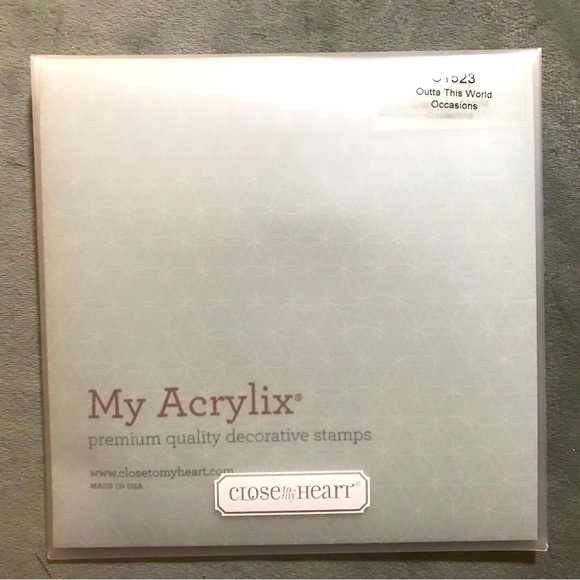 C1523
Outta This World
Occasions
My Acrylix®
premium quality decorative stamps
www.closetomyheart.com
MADE IN USA
CLOSE to my HEART®